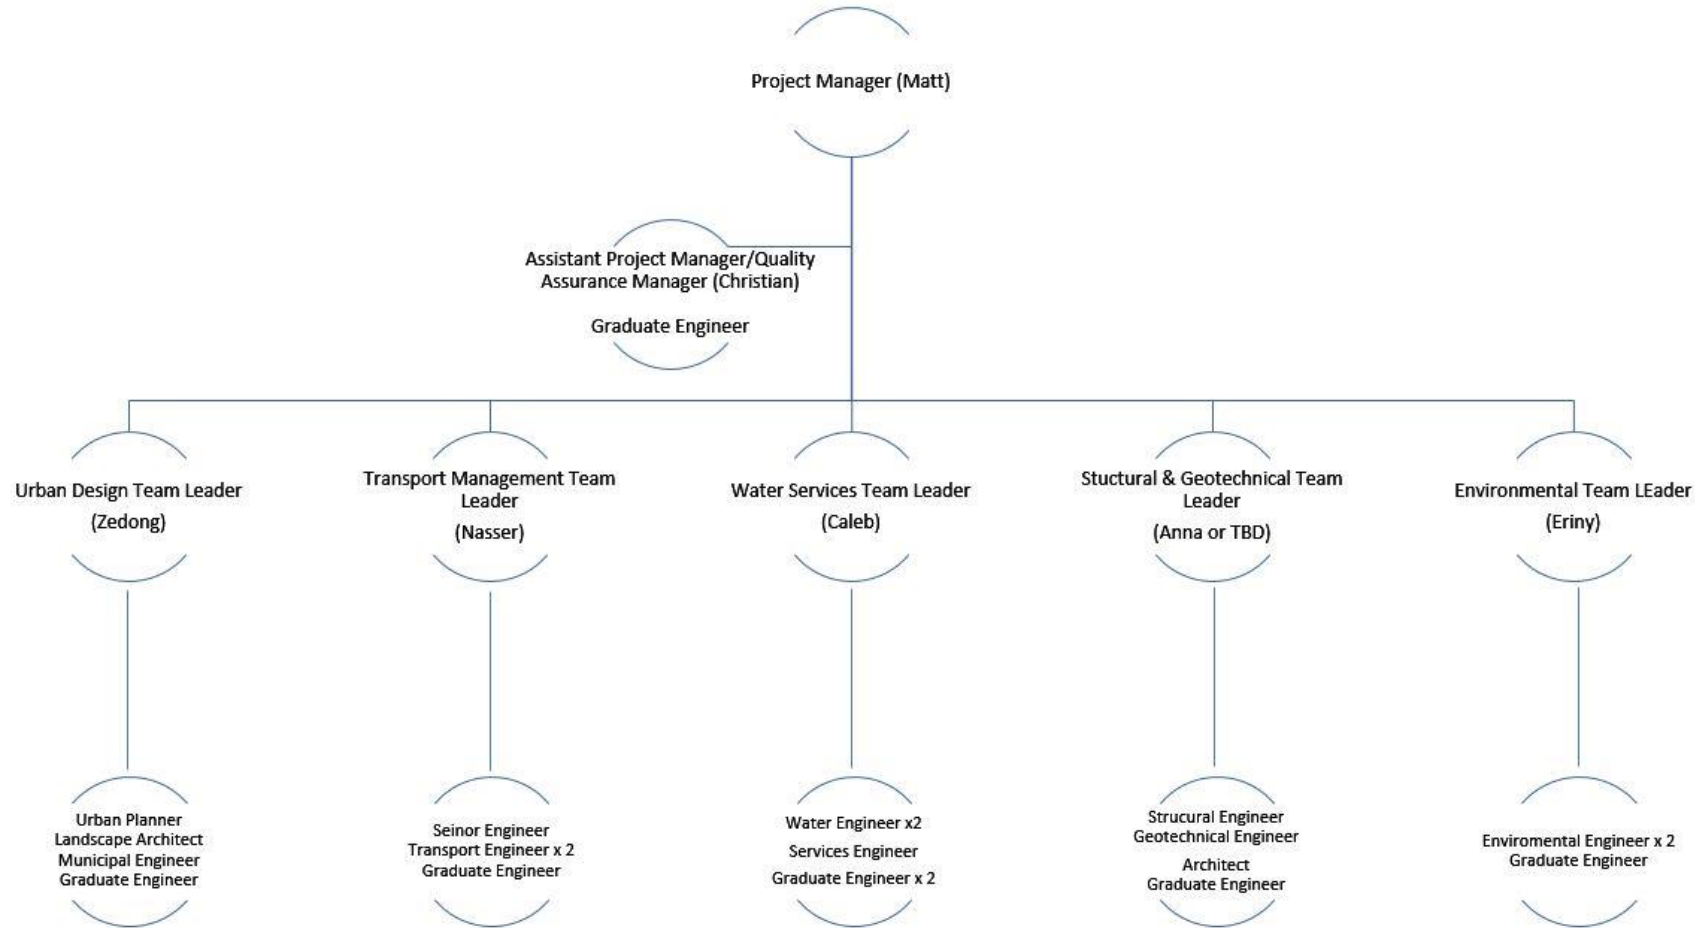 Project Manager (Matt)
Assistant Project Manager/Quality
Assurance Manager (Christian)
Graduate Engineer
Urban Design Team Leader
(Zedong)
Transport Management Team
Leader
(Nasser)
Water Services Team Leader
(Caleb)
Stuctural & Geotechnical Team
Leader
(Anna or TBD)
Environmental Team LEader
(Eriny)
Urban Planner
Landscape Architect
Municipal Engineer
Graduate Engineer
Seinor Engineer
Transport Engineer x 2
Graduate Engineer
Water Engineer x2
Services Engineer
Graduate Engineer x 2
Strucural Engineer
Geotechnical Engineer
Architect
Graduate Engineer
Enviromental Engineer x 2
Graduate Engineer